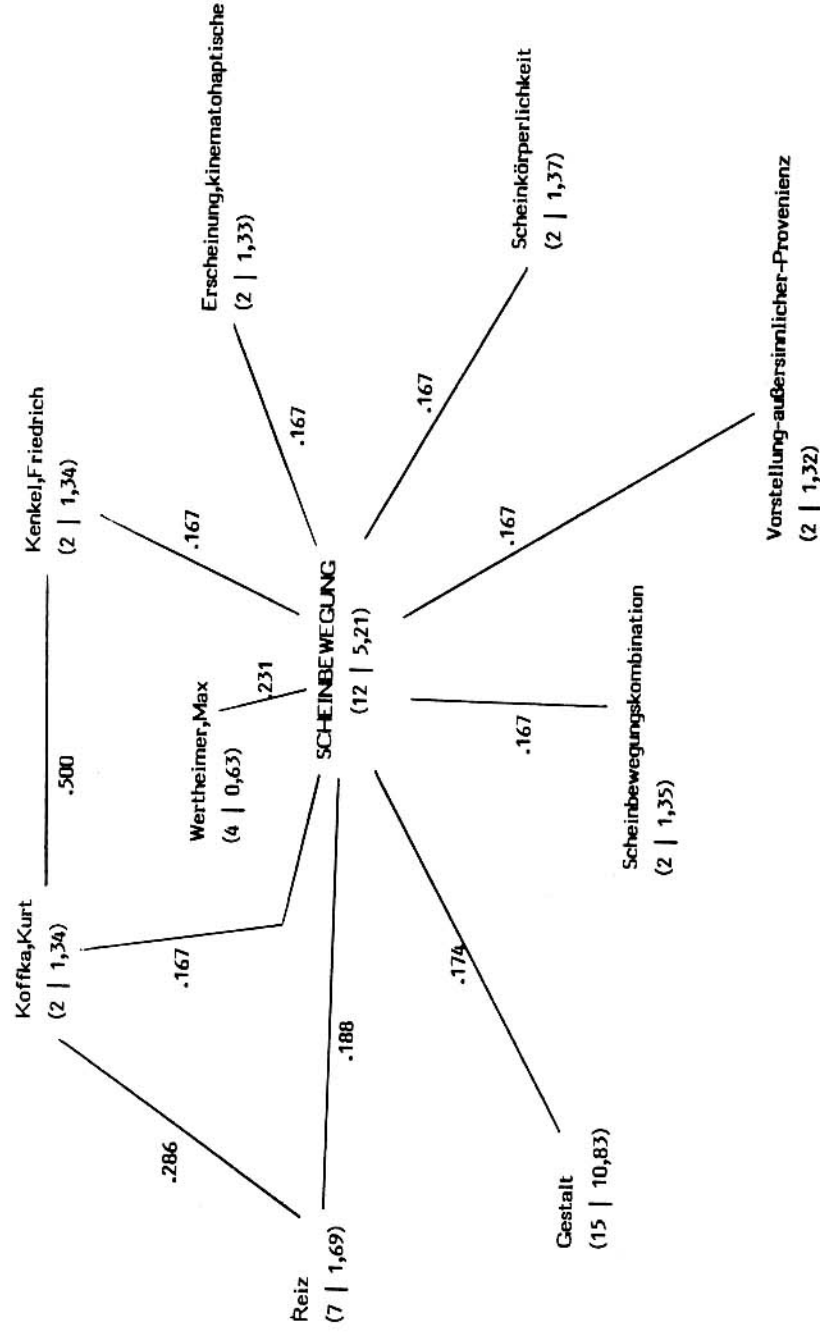 Koffka,Kurt
(2 | 1,34)
.500
Kenkel,Friedrich
(2 | 1,34)
.286
.167
Wertheimer,Max
(4 | 0,63)
.231
.167
Erscheinung,kinematohaptische
(2 | 1,33)
.167
Reiz
(7 | 1,69)
.188
SCHEINBEWEGUNG
(12 | 5,21)
.167
Scheinkörperlichkeit
(2 | 1,37)
.174
.167
.167
Gestalt
(15 | 10,83)
Scheinbewegungskombination
(2 | 1,35)
Vorstellung-außersinnlicher-Provenienz
(2 | 1,32)